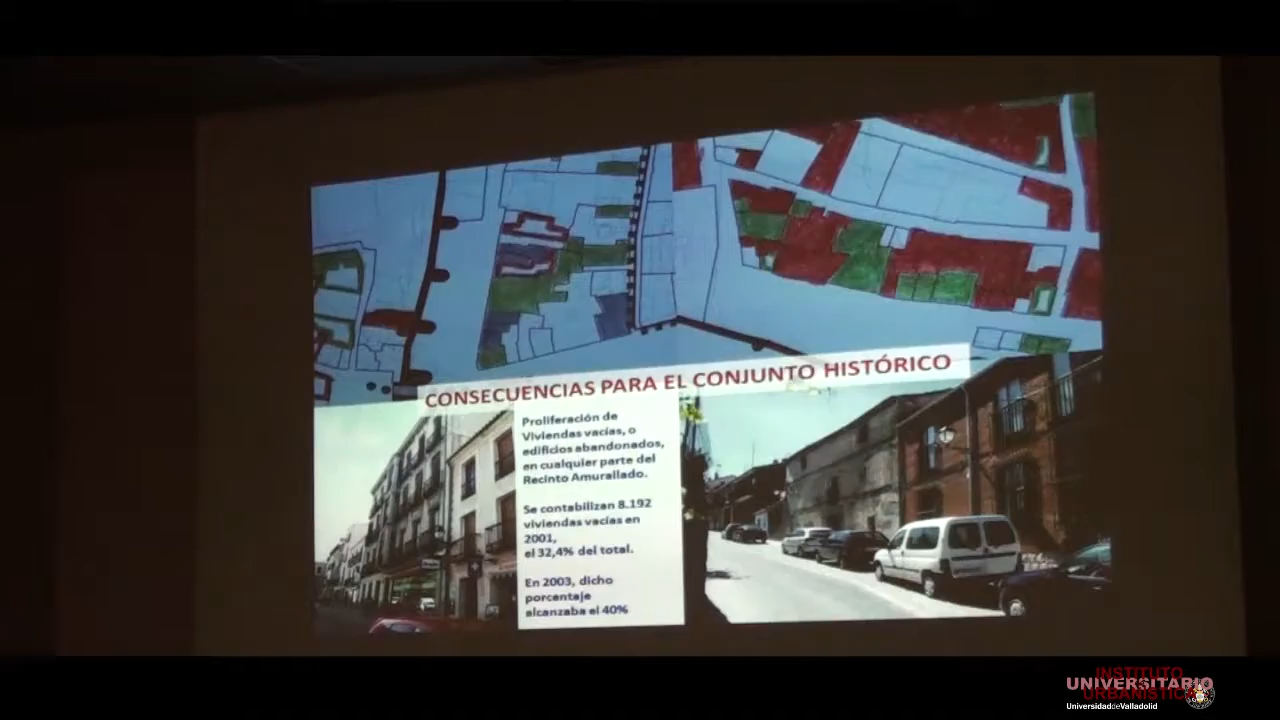 CONSECUENCIAS PARA EL CONJUNTO HISTÓRICO
Proliferación de
Viviendas vacías, o
edificios abandonados,
en cualquier parte del
Recinto Amurallado.
Se contabilizan 8.192
viviendas vacías en
2001,
el 32,4% del total.
En 2003, dicho
porcentaje
alcanzaba el 40%
INSTITUTO
UNIVERSITARIO
URBANÍSTICA
UniversidaddeValladolid